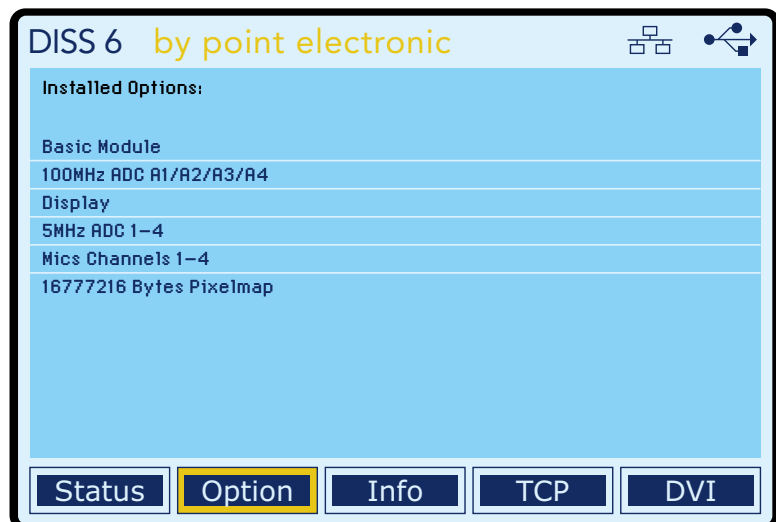 DISS 6 by point electronic
Installed Options:
Basic Module
100MHz ADC A1/A2/A3/A4
Display
5MHz ADC 1–4
Mics Channels 1–4
16777216 Bytes Pixelmap
Status Option Info TCP DVI